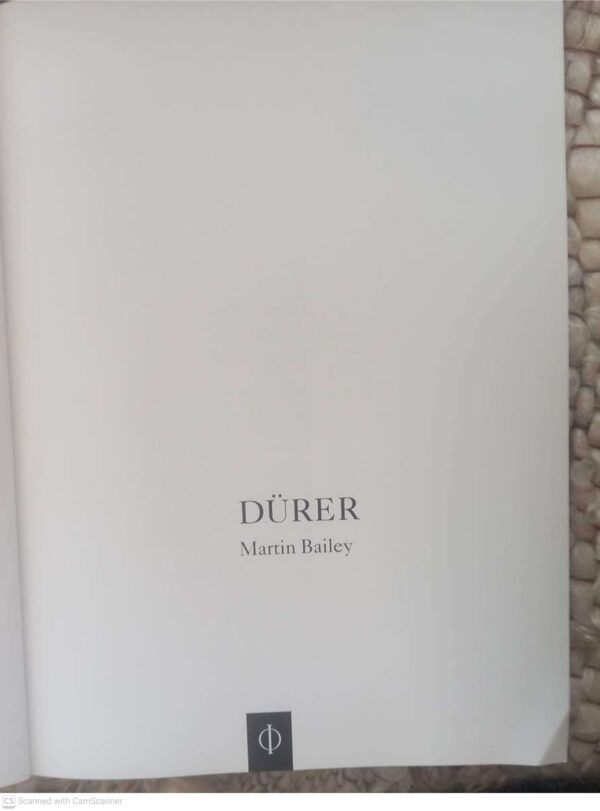 DÜRER
Martin Bailey
Φ
CS Scanned with CamScanner